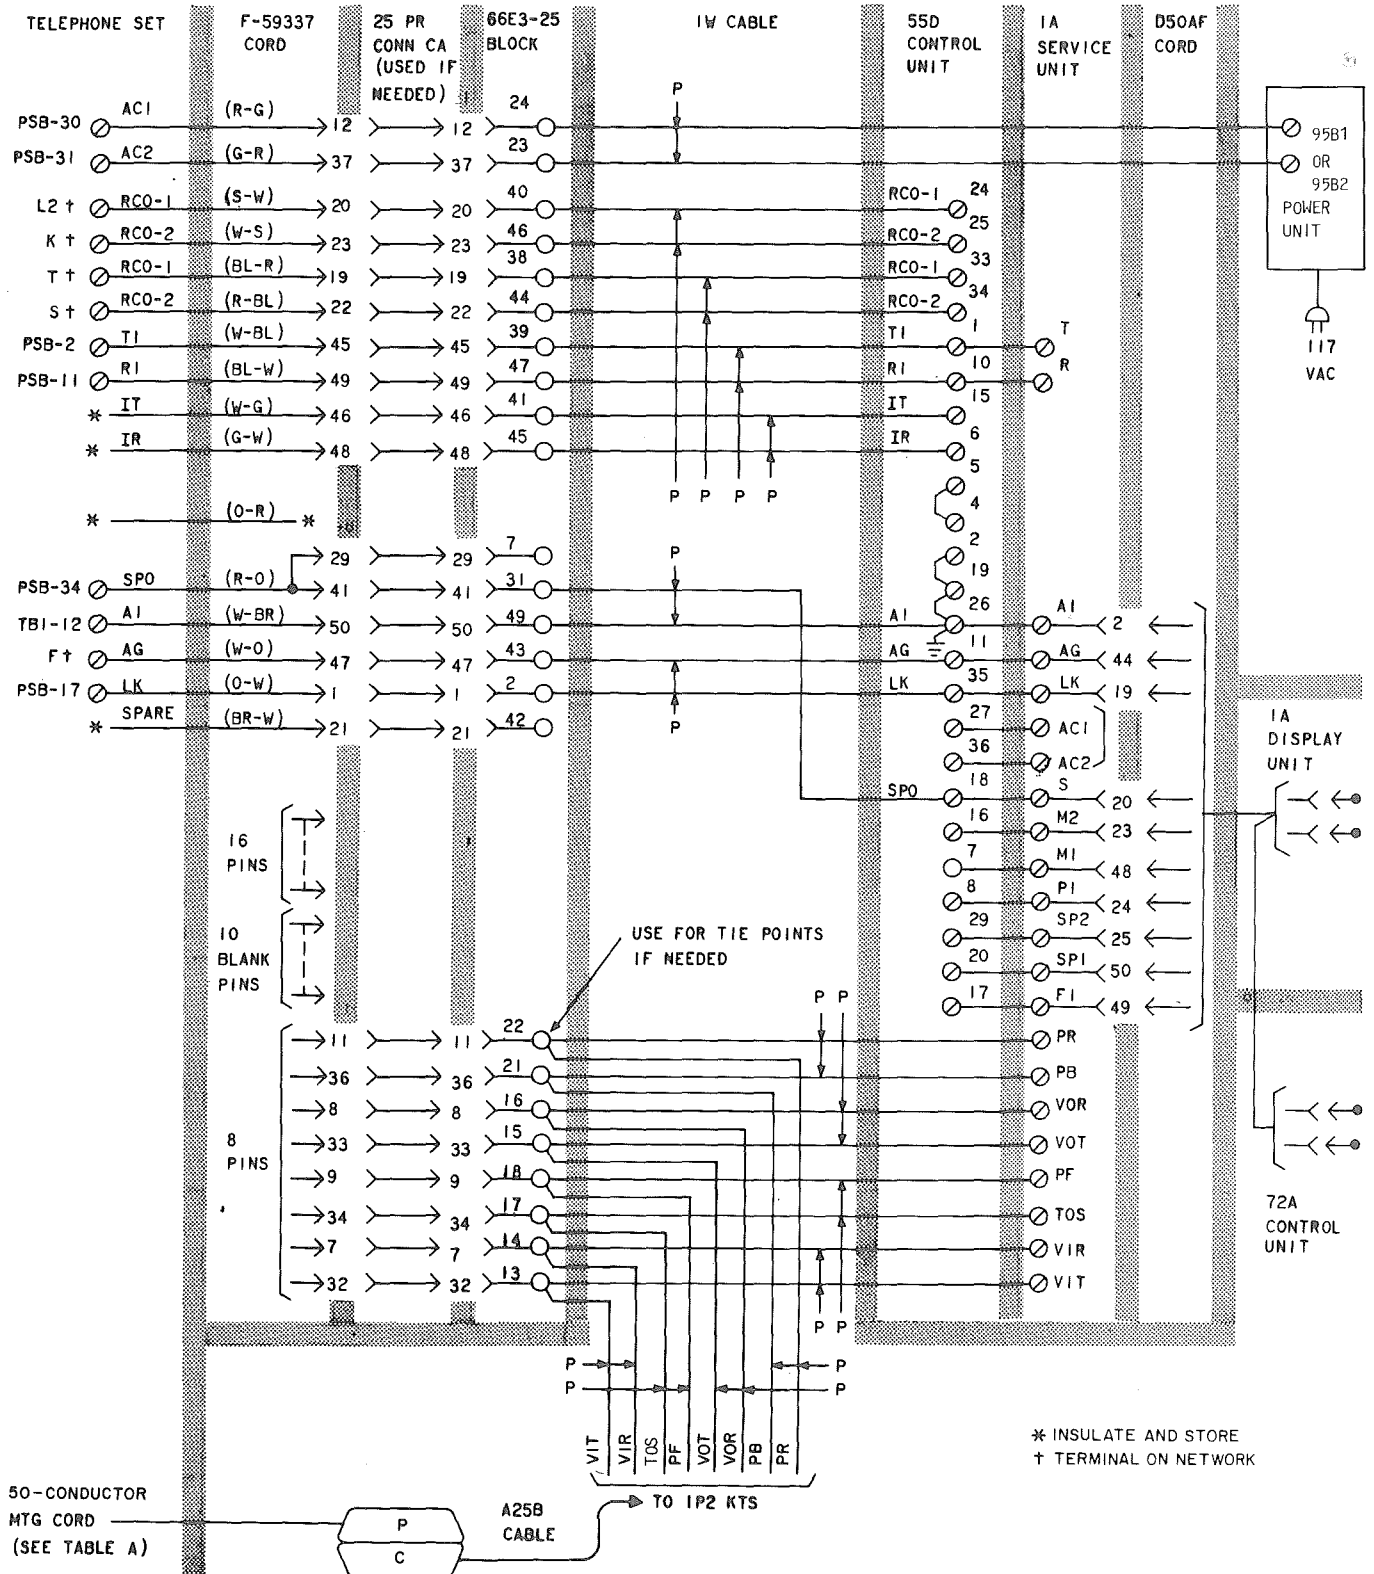 TELEPHONE SET
F-59337 CORD
25 PR CONN CA (USED IF NEEDED)
66E3-25 BLOCK
IW CABLE
55D CONTROL UNIT
1A SERVICE UNIT
D50AF CORD
PSB-30 AC1 (R-G) 12 12 24
P
PSB-31 AC2 (G-R) 37 37 23
95B1 OR 95B2 POWER UNIT
117 VAC
L2 † RCO-1 (S-W) 20 20 40 RCO-1 24
K † RCO-2 (W-S) 23 23 46 RCO-2 25
T † RCO-1 (BL-R) 19 19 38 RCO-1 33
S † RCO-2 (R-BL) 22 22 44 RCO-2 34
PSB-2 T1 (W-BL) 45 45 39 T1 1 T
PSB-11 R1 (BL-W) 49 49 47 R1 10 R
* IT (W-G) 46 46 41 IT 15
* IR (G-W) 48 48 45 IR 6
P P P P
5
4
* (O-R) *
29 29 7 2
P
PSB-34 SPO (R-O) 41 41 31 19
TB1-12 A1 (W-BR) 50 50 49 A1 26 A1 2
F † AG (W-O) 47 47 43 AG 11 AG 44
PSB-17 LK (O-W) 1 1 2 LK 35 LK 19
* SPARE (BR-W) 21 21 42
P
27 AC1
36 AC2
SPO 18 S 20
16 M2 23
7 M1 48
8 P1 24
29 SP2 25
20 SP1 50
17 F1 49
1A DISPLAY UNIT
72A CONTROL UNIT
16 PINS
10 BLANK PINS
USE FOR TIE POINTS IF NEEDED
P P
8 PINS
11 11 22 PR
36 36 21 PB
8 8 16 VOR
33 33 15 VOT
9 9 18 PF
34 34 17 TOS
7 7 14 VIR
32 32 13 VIT
P P
P P
P P
VIT VIR TOS PF VOT VOR PB PR
TO 1P2 KTS
* INSULATE AND STORE
† TERMINAL ON NETWORK
50-CONDUCTOR MTG CORD (SEE TABLE A)
P
C
A25B CABLE